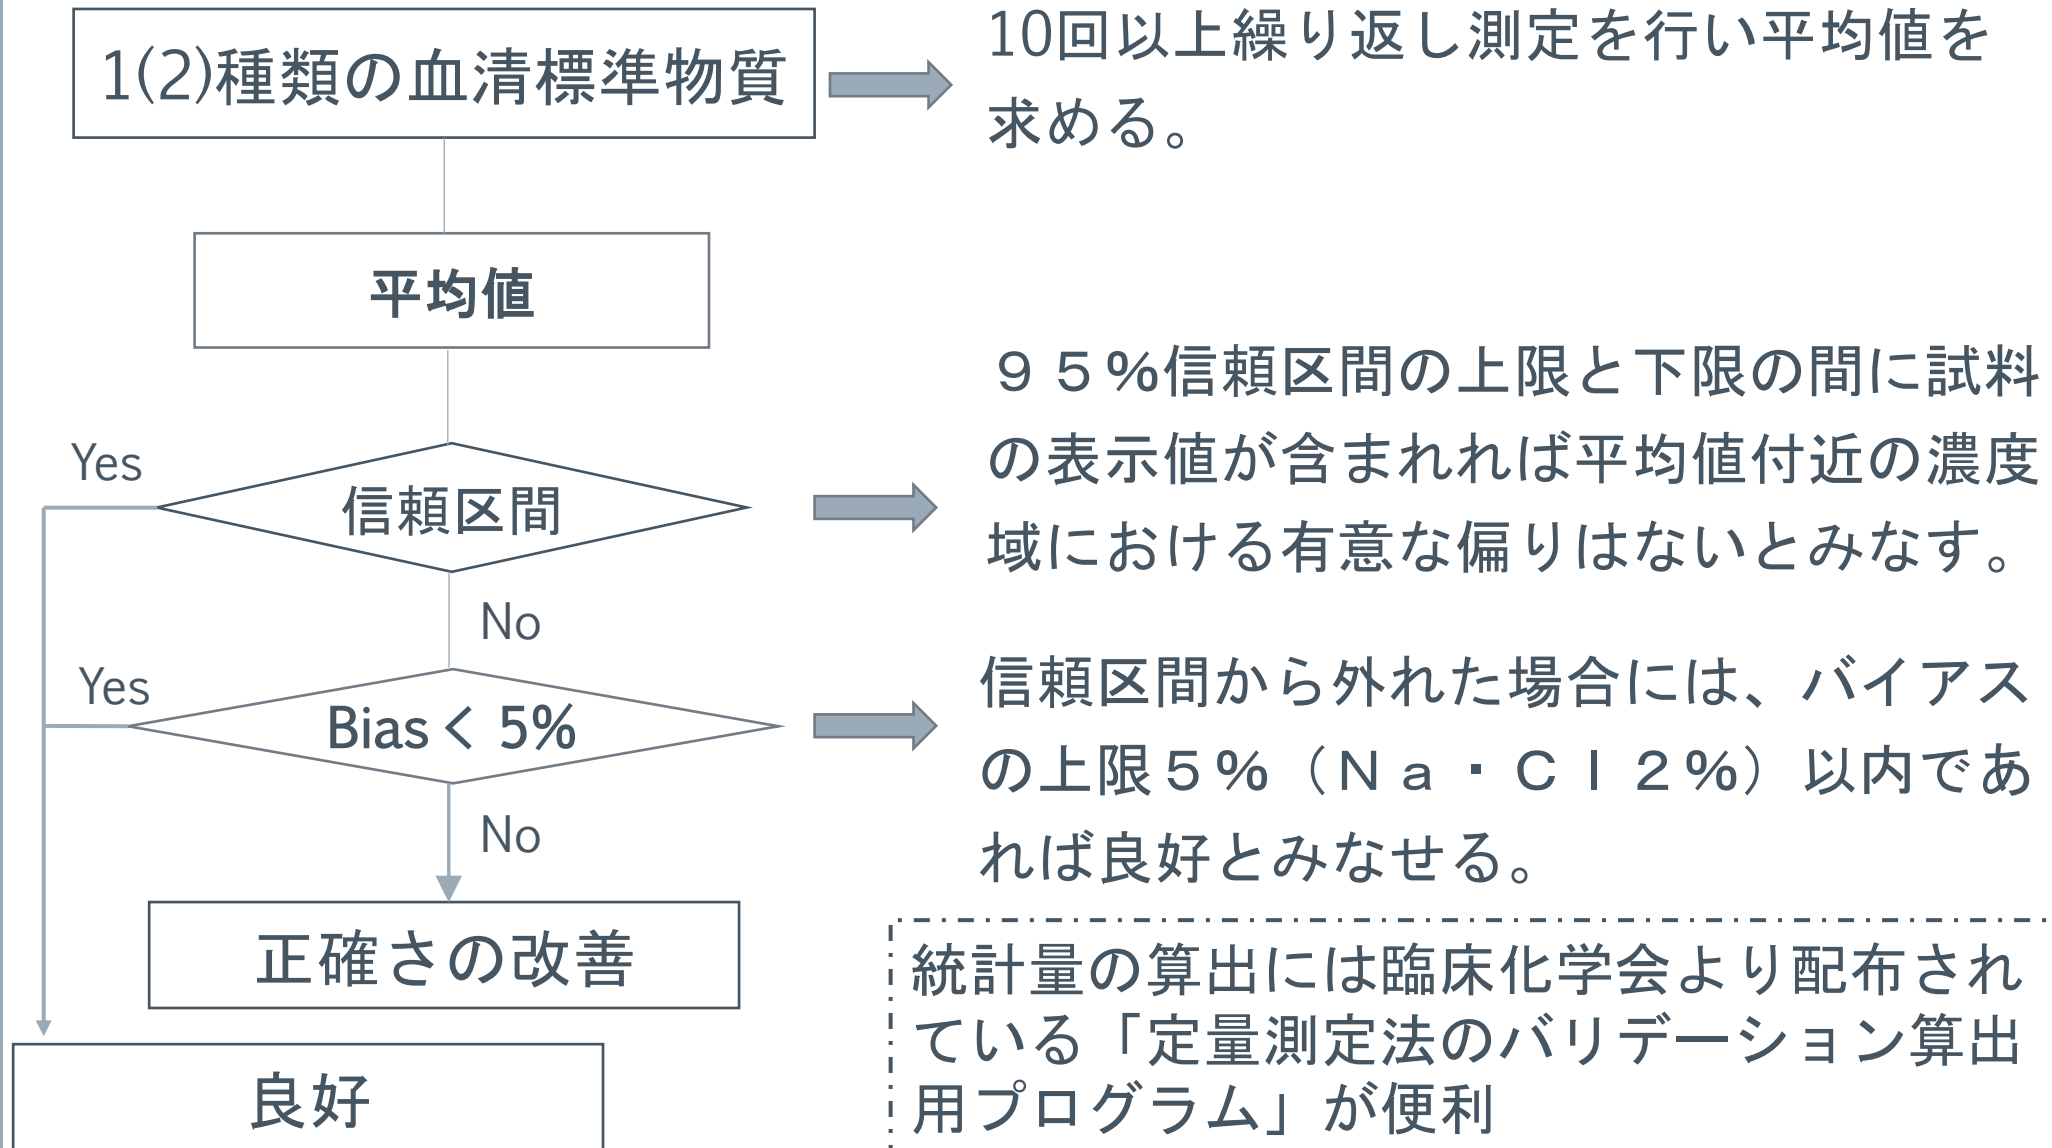 1(2)種類の血清標準物質
10回以上繰り返し測定を行い平均値を
求める。
平均値
９５%信頼区間の上限と下限の間に試料
の表示値が含まれれば平均値付近の濃度
域における有意な偏りはないとみなす。
Yes
信頼区間
No
信頼区間から外れた場合には、バイアス
の上限５％（Ｎａ・Ｃｌ２％）以内であ
れば良好とみなせる。
Yes
Bias < 5%
No
正確さの改善
統計量の算出には臨床化学会より配布され
ている「定量測定法のバリデーション算出
用プログラム」が便利
良好